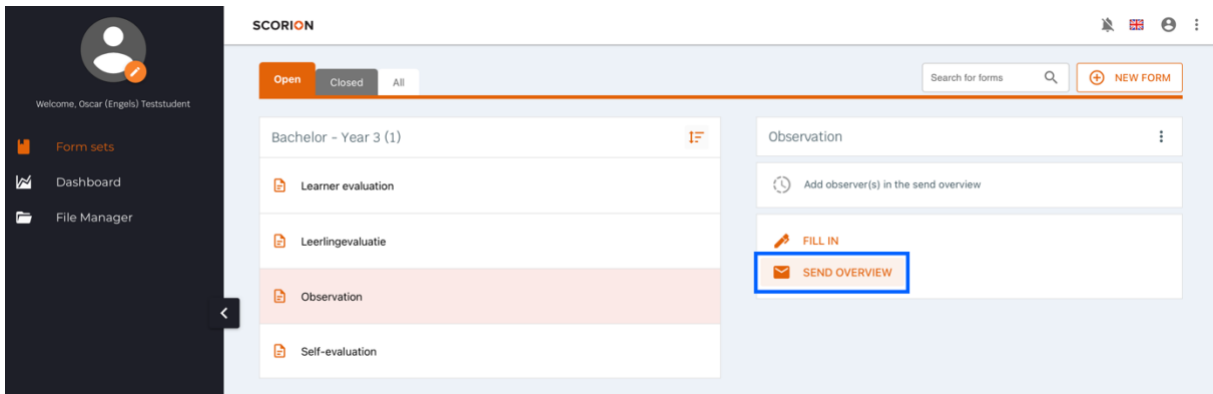 SCORION
Welcome, Oscar (Engels) Teststudent
Form sets
Dashboard
File Manager
Open
Closed
All
Search for forms
NEW FORM
Bachelor - Year 3 (1)
Learner evaluation
Leerlingevaluatie
Observation
Self-evaluation
Observation
Add observer(s) in the send overview
FILL IN
SEND OVERVIEW